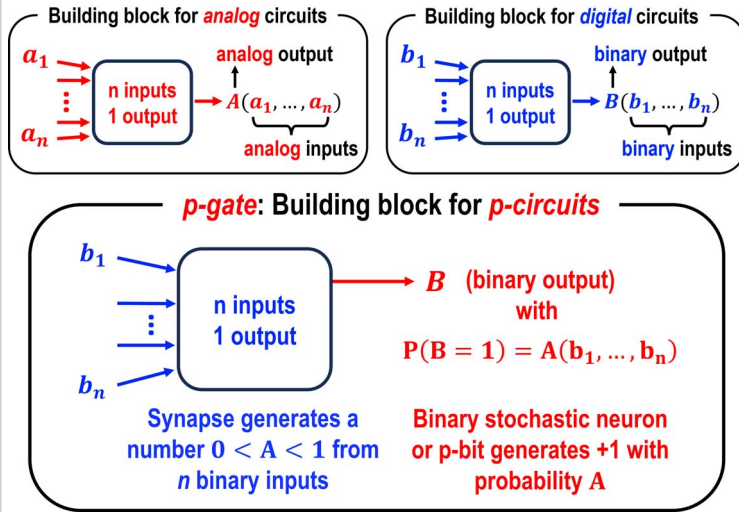 Building block for analog circuits
a₁
⋮
aₙ
n inputs
1 output
analog output
A(a₁, ..., aₙ)
analog inputs
Building block for digital circuits
b₁
⋮
bₙ
n inputs
1 output
binary output
B(b₁, ..., bₙ)
binary inputs
p-gate: Building block for p-circuits
b₁
⋮
bₙ
n inputs
1 output
B (binary output)
with
P(B = 1) = A(b₁, ..., bₙ)
Synapse generates a
number 0 < A < 1 from
n binary inputs
Binary stochastic neuron
or p-bit generates +1 with
probability A